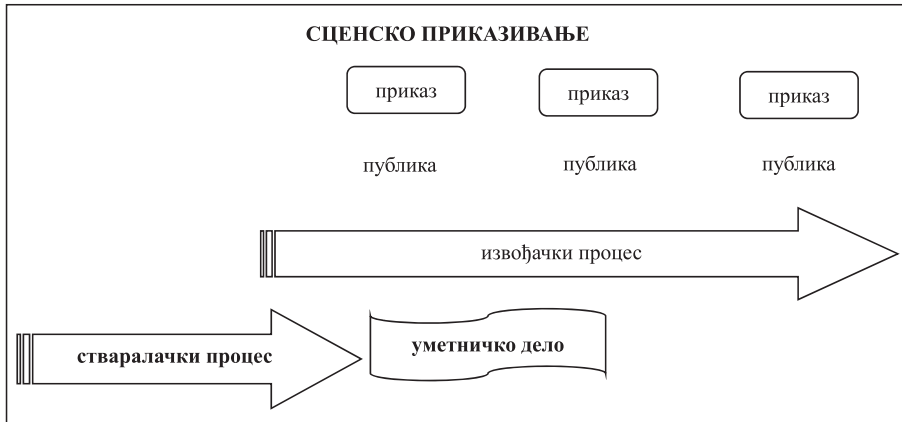 СЦЕНСКО ПРИКАЗИВАЊЕ
приказ приказ приказ
публика публика публика
извођачки процес
стваралачки процес уметничко дело